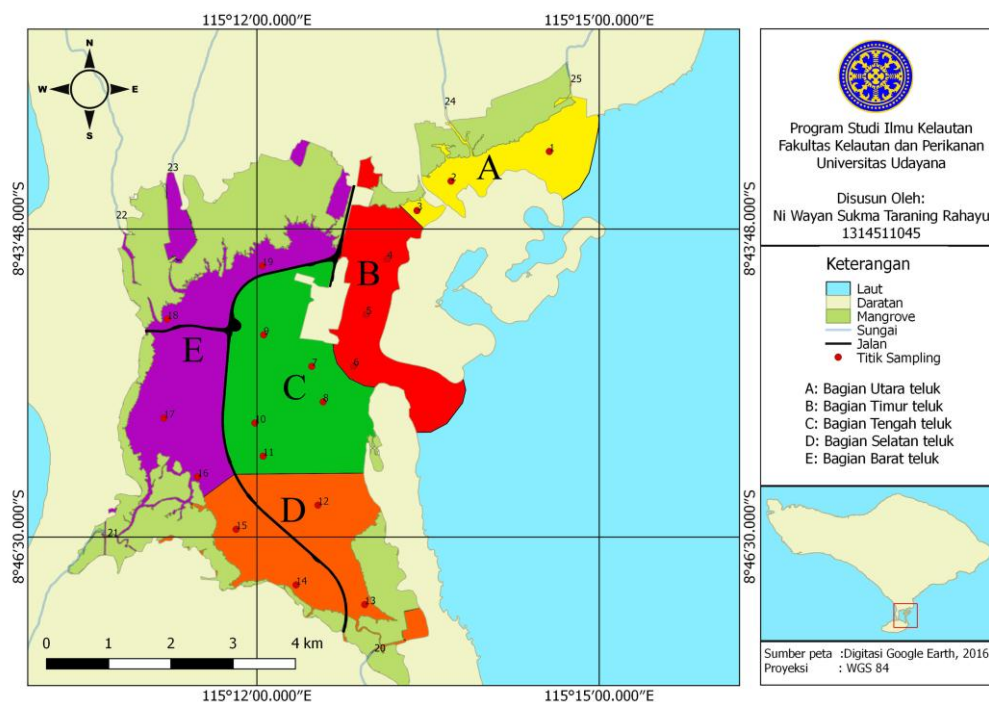 115°12'00.000"E
115°15'00.000"E
N
W
E
S
8°43'48.000"S
8°46'30.000"S
25
24
1
A
2
3
23
22
4
B
19
5
18
9
E
7
6
C
8
17
10
11
16
12
D
15
21
14
13
20
0 1 2 3 4 km
8°43'48.000"S
8°46'30.000"S
115°12'00.000"E
115°15'00.000"E
Program Studi Ilmu Kelautan
Fakultas Kelautan dan Perikanan
Universitas Udayana
Disusun Oleh:
Ni Wayan Sukma Taraning Rahayu
1314511045
Keterangan
Laut
Daratan
Mangrove
Sungai
Jalan
Titik Sampling
A: Bagian Utara teluk
B: Bagian Timur teluk
C: Bagian Tengah teluk
D: Bagian Selatan teluk
E: Bagian Barat teluk
Sumber peta :Digitasi Google Earth, 2016
Proyeksi : WGS 84